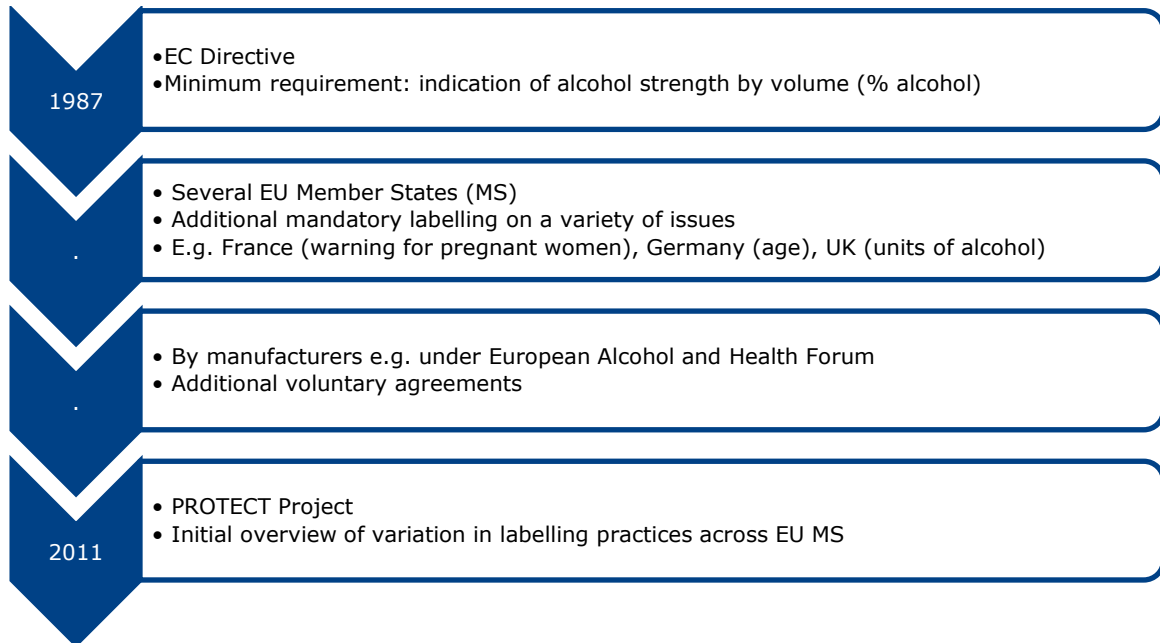 1987
•EC Directive
•Minimum requirement: indication of alcohol strength by volume (% alcohol)
.
• Several EU Member States (MS)
• Additional mandatory labelling on a variety of issues
• E.g. France (warning for pregnant women), Germany (age), UK (units of alcohol)
.
• By manufacturers e.g. under European Alcohol and Health Forum
• Additional voluntary agreements
2011
• PROTECT Project
• Initial overview of variation in labelling practices across EU MS